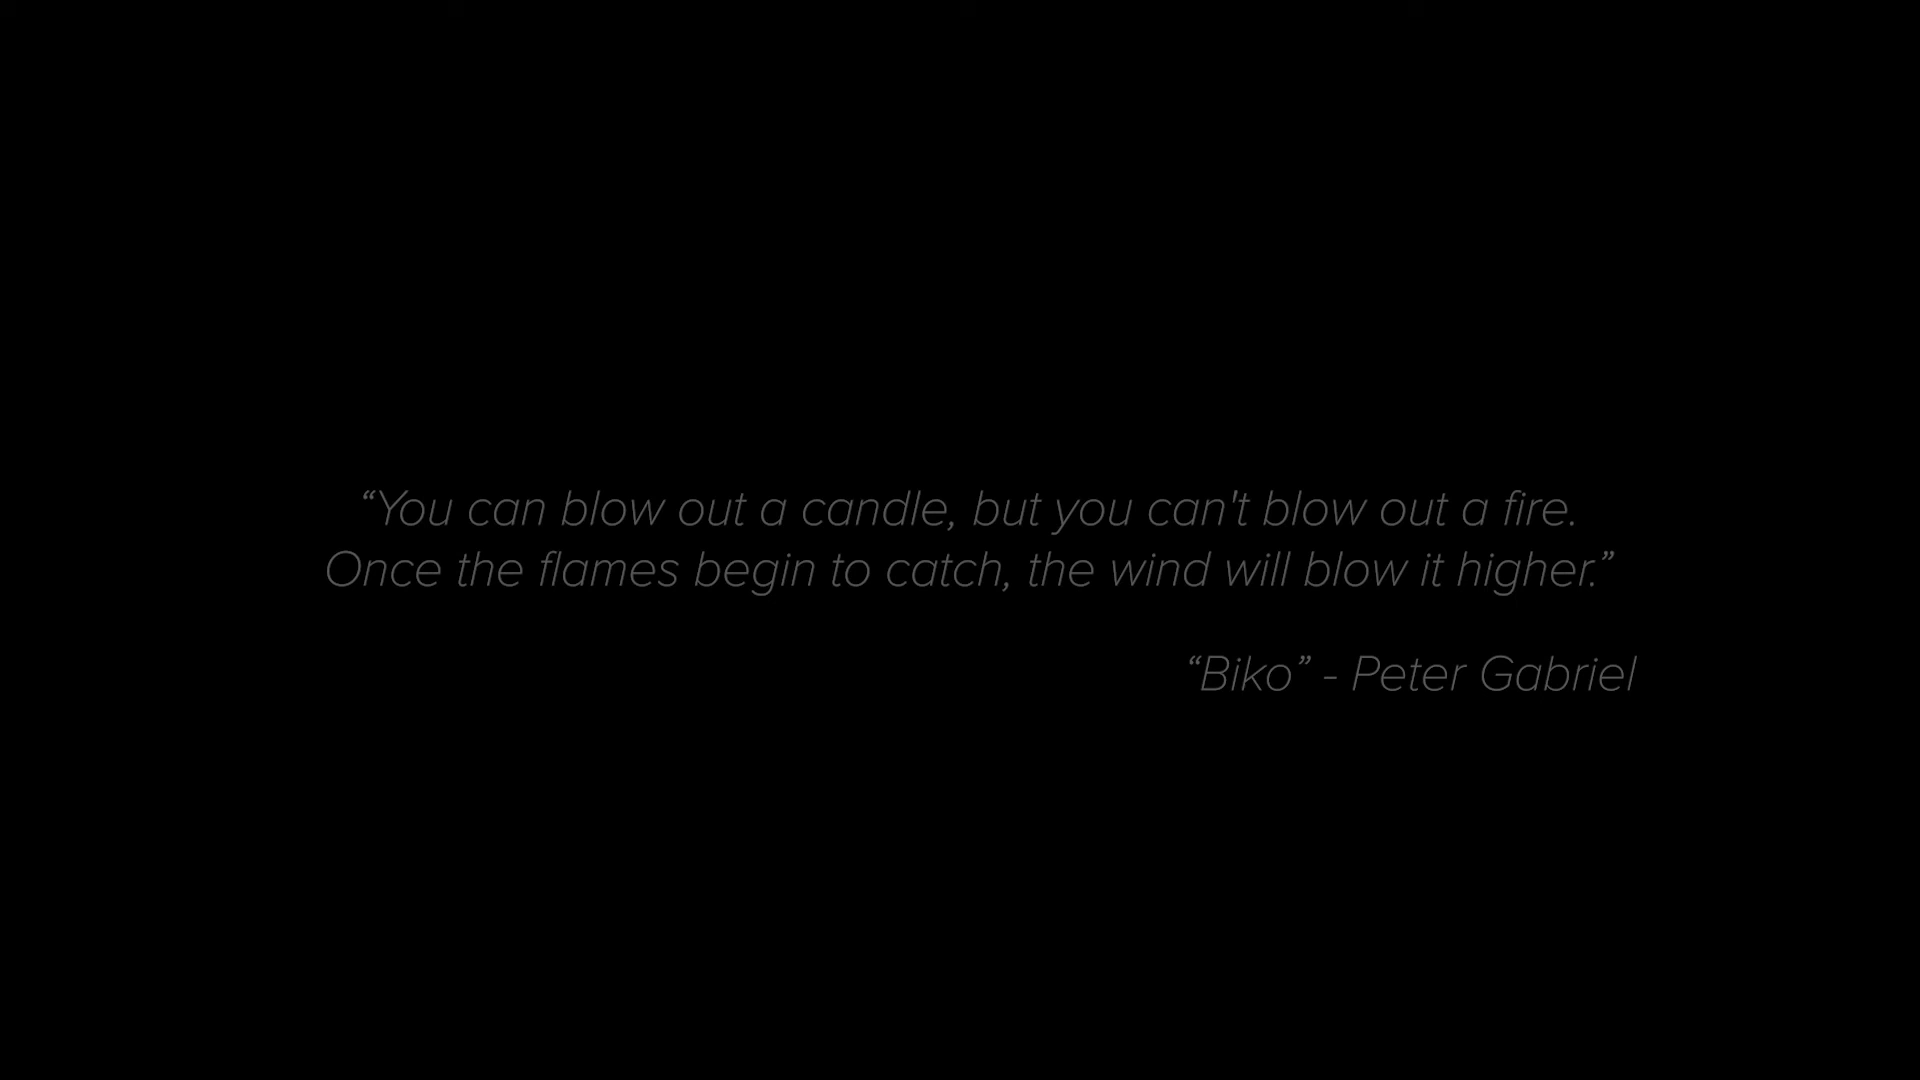 “You can blow out a candle, but you can't blow out a fire.
Once the flames begin to catch, the wind will blow it higher.”
“Biko” - Peter Gabriel